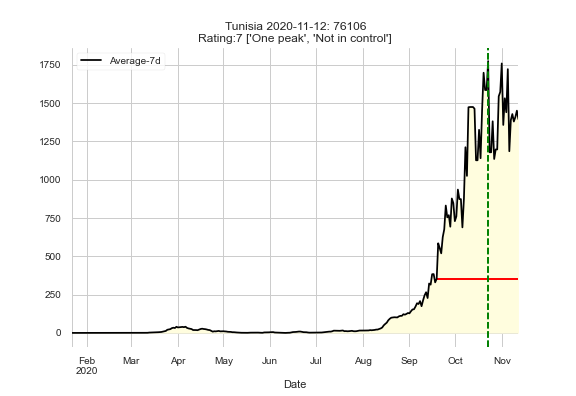 Tunisia 2020-11-12: 76106
Rating:7 ['One peak', 'Not in control']
Average-7d
1750
1500
1250
1000
750
500
250
0
Feb Mar Apr May Jun Jul Aug Sep Oct Nov
2020
Date